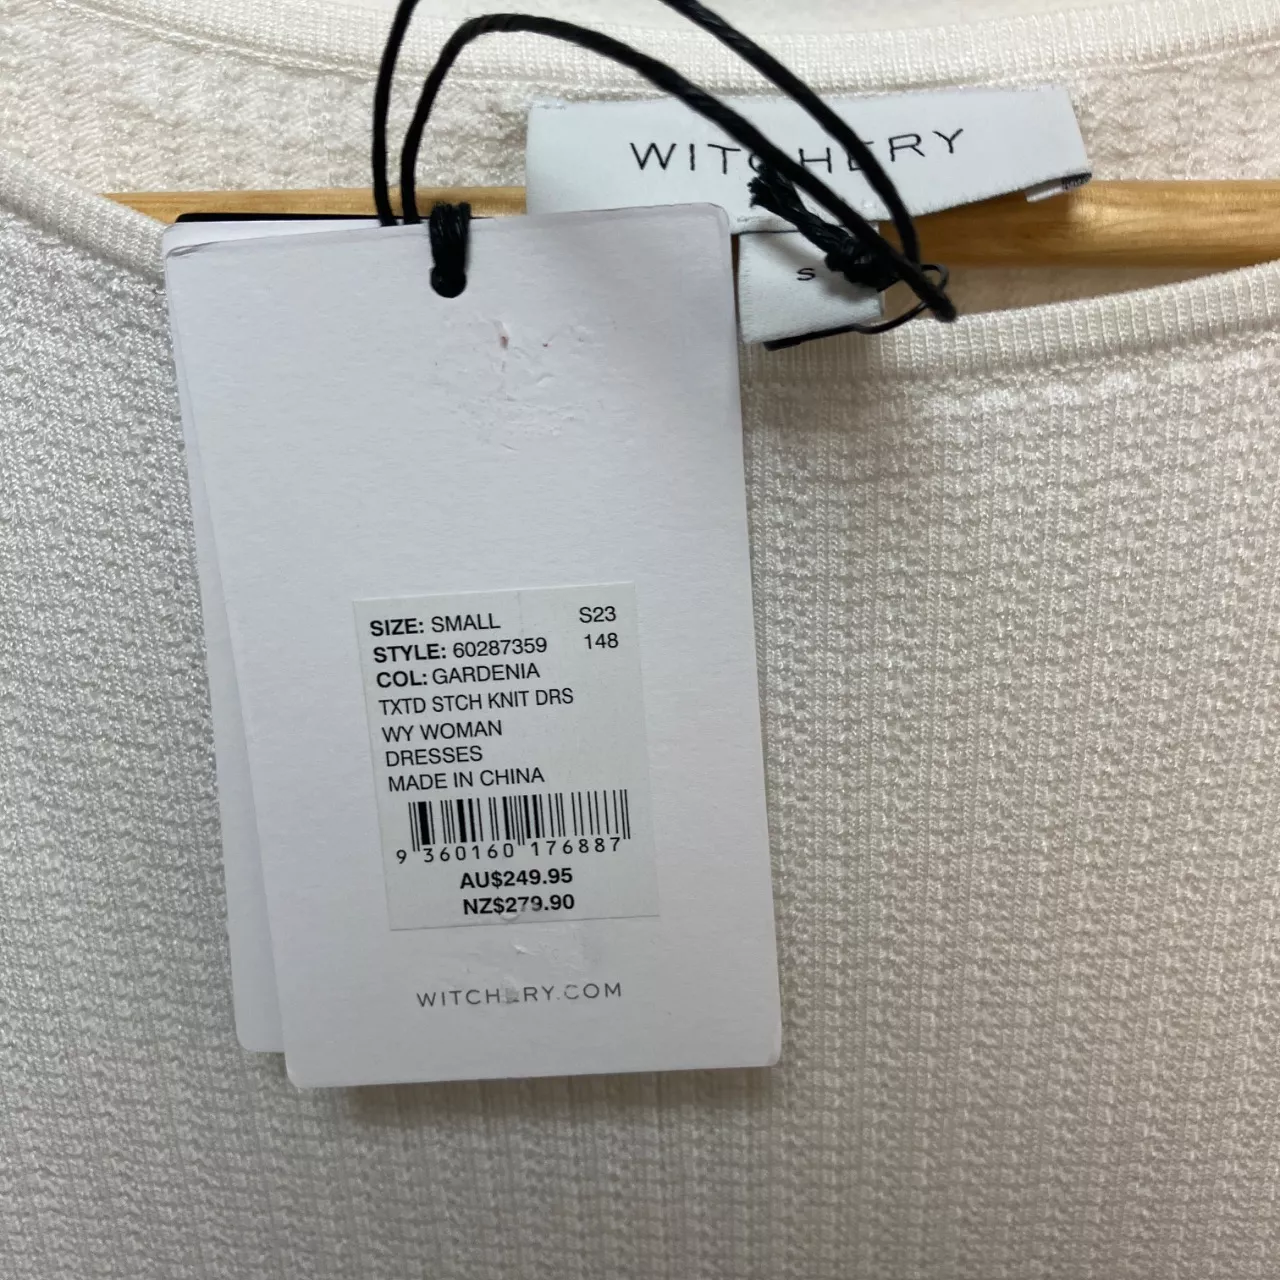 WITCHERY
S
SIZE: SMALL S23
STYLE: 60287359 148
COL: GARDENIA
TXTD STCH KNIT DRS
WY WOMAN
DRESSES
MADE IN CHINA
9 360160 176887
AU$249.95
NZ$279.90
WITCHERY.COM